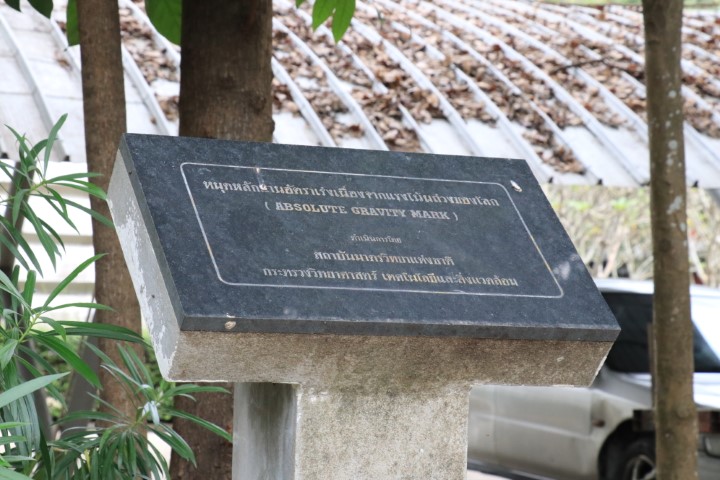 หมุดหลักฐานอัตราเร่งเนื่องจากแรงโน้มถ่วงของโลก
( ABSOLUTE GRAVITY MARK )
ดำเนินการโดย
สถาบันมาตรวิทยาแห่งชาติ
กระทรวงวิทยาศาสตร์ เทคโนโลยีและสิ่งแวดล้อม